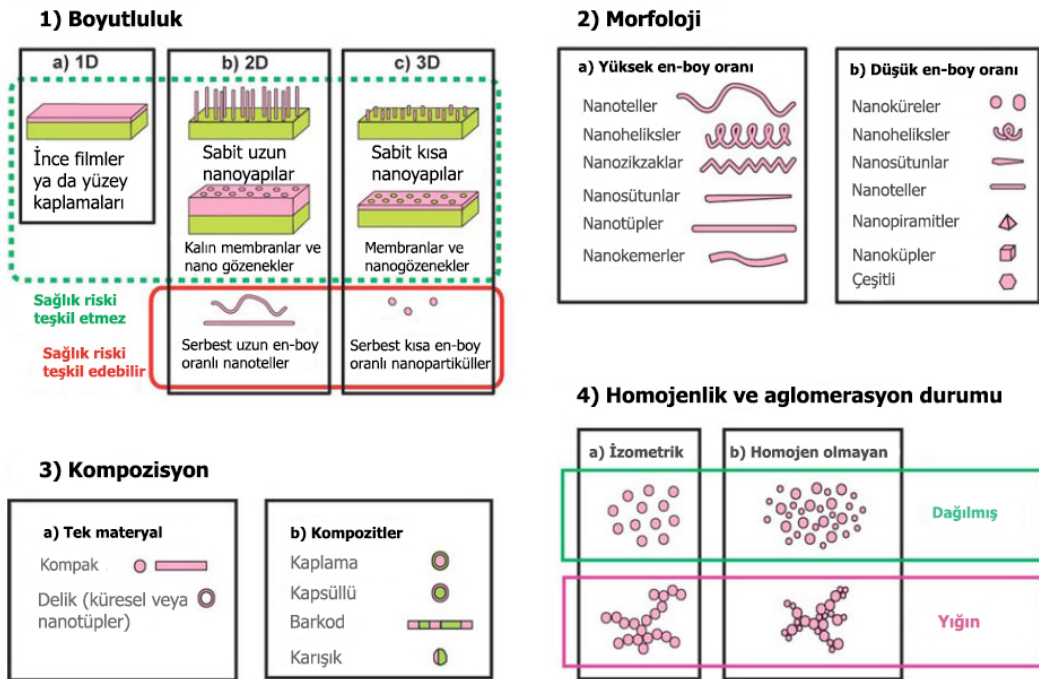 1) Boyutluluk
a) 1D
İnce filmler
ya da yüzey
kaplamaları
b) 2D
Sabit uzun
nanoyapılar
Kalın membranlar ve
nano gözenekler
Serbest uzun en-boy
oranlı nanoteller
c) 3D
Sabit kısa
nanoyapılar
Membranlar ve
nanogözenekler
Serbest kısa en-boy
oranlı nanopartiküller
Sağlık riski
teşkil etmez
Sağlık riski
teşkil edebilir
2) Morfoloji
a) Yüksek en-boy oranı
Nanoteller
Nanoheliksler
Nanozikzaklar
Nanosütunlar
Nanotüpler
Nanokemerler
b) Düşük en-boy oranı
Nanoküreler
Nanoheliksler
Nanosütunlar
Nanoteller
Nanopiramitler
Nanoküpler
Çeşitli
3) Kompozisyon
a) Tek materyal
Kompak
Delik (küresel veya
nanotüpler)
b) Kompozitler
Kaplama
Kapsüllü
Barkod
Karışık
4) Homojenlik ve aglomerasyon durumu
a) İzometrik
b) Homojen olmayan
Dağılmış
Yığın